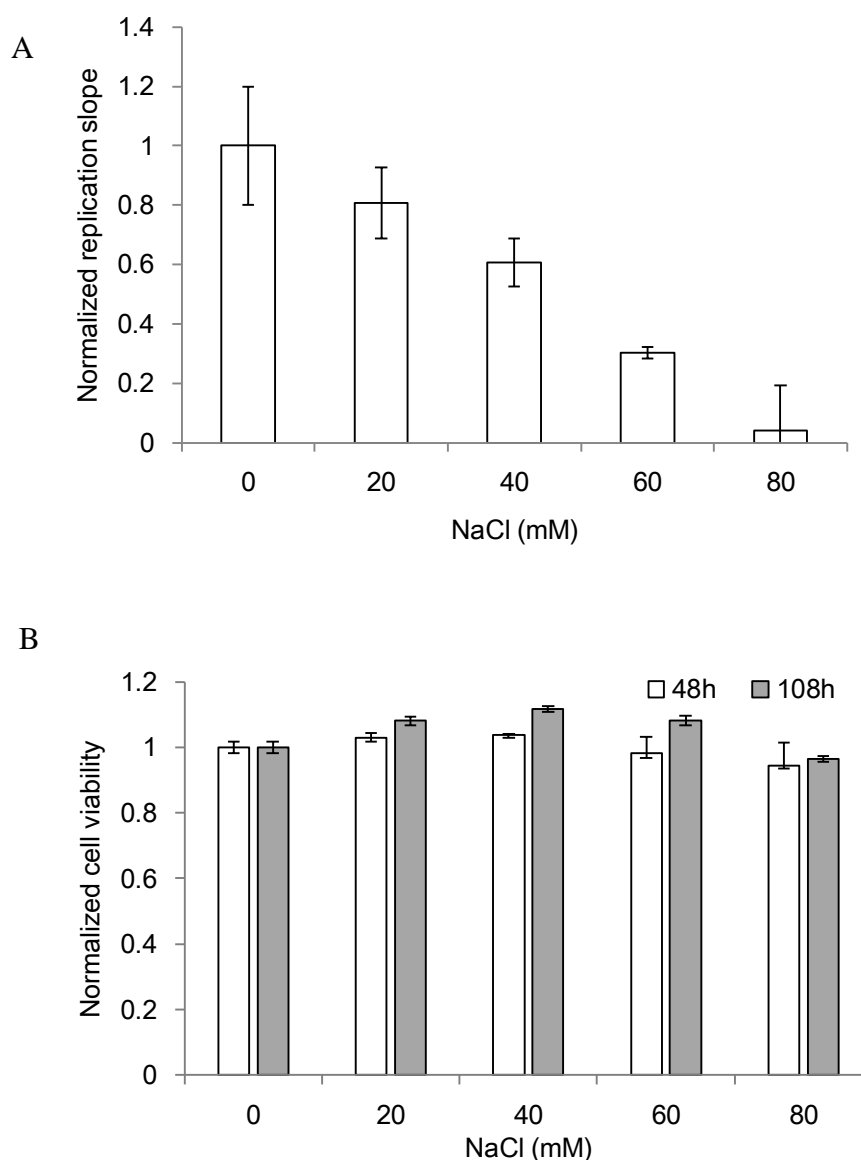 A
Normalized replication slope
1.4
1.2
1
0.8
0.6
0.4
0.2
0
0 20 40 60 80
NaCl (mM)
B
Normalized cell viability
48h 108h
1.2
1
0.8
0.6
0.4
0.2
0
0 20 40 60 80
NaCl (mM)